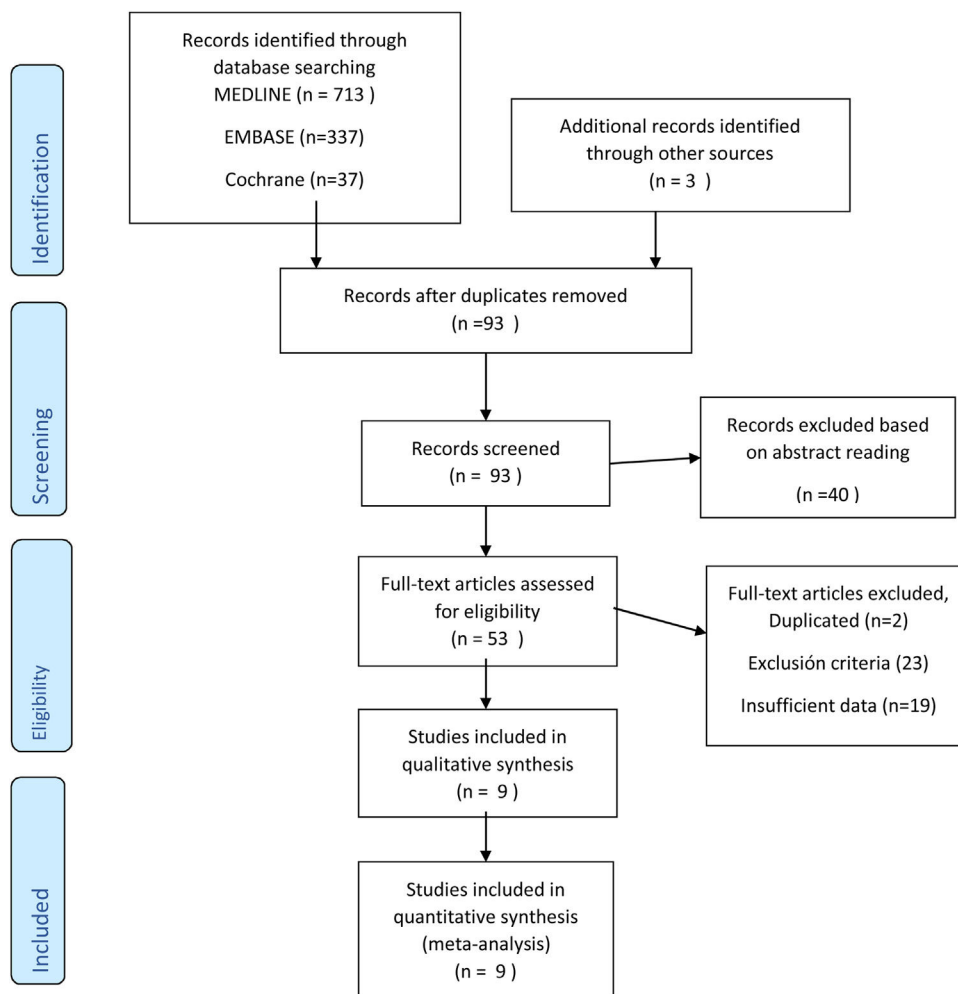 Identification
Records identified through
database searching
MEDLINE (n = 713 )
EMBASE (n=337)
Cochrane (n=37)
Additional records identified
through other sources
(n = 3 )
Records after duplicates removed
(n =93 )
Screening
Records screened
(n = 93 )
Records excluded based
on abstract reading
(n =40 )
Eligibility
Full-text articles assessed
for eligibility
(n = 53 )
Full-text articles excluded,
Duplicated (n=2)
Exclusión criteria (23)
Insufficient data (n=19)
Studies included in
qualitative synthesis
(n = 9 )
Included
Studies included in
quantitative synthesis
(meta-analysis)
(n = 9 )